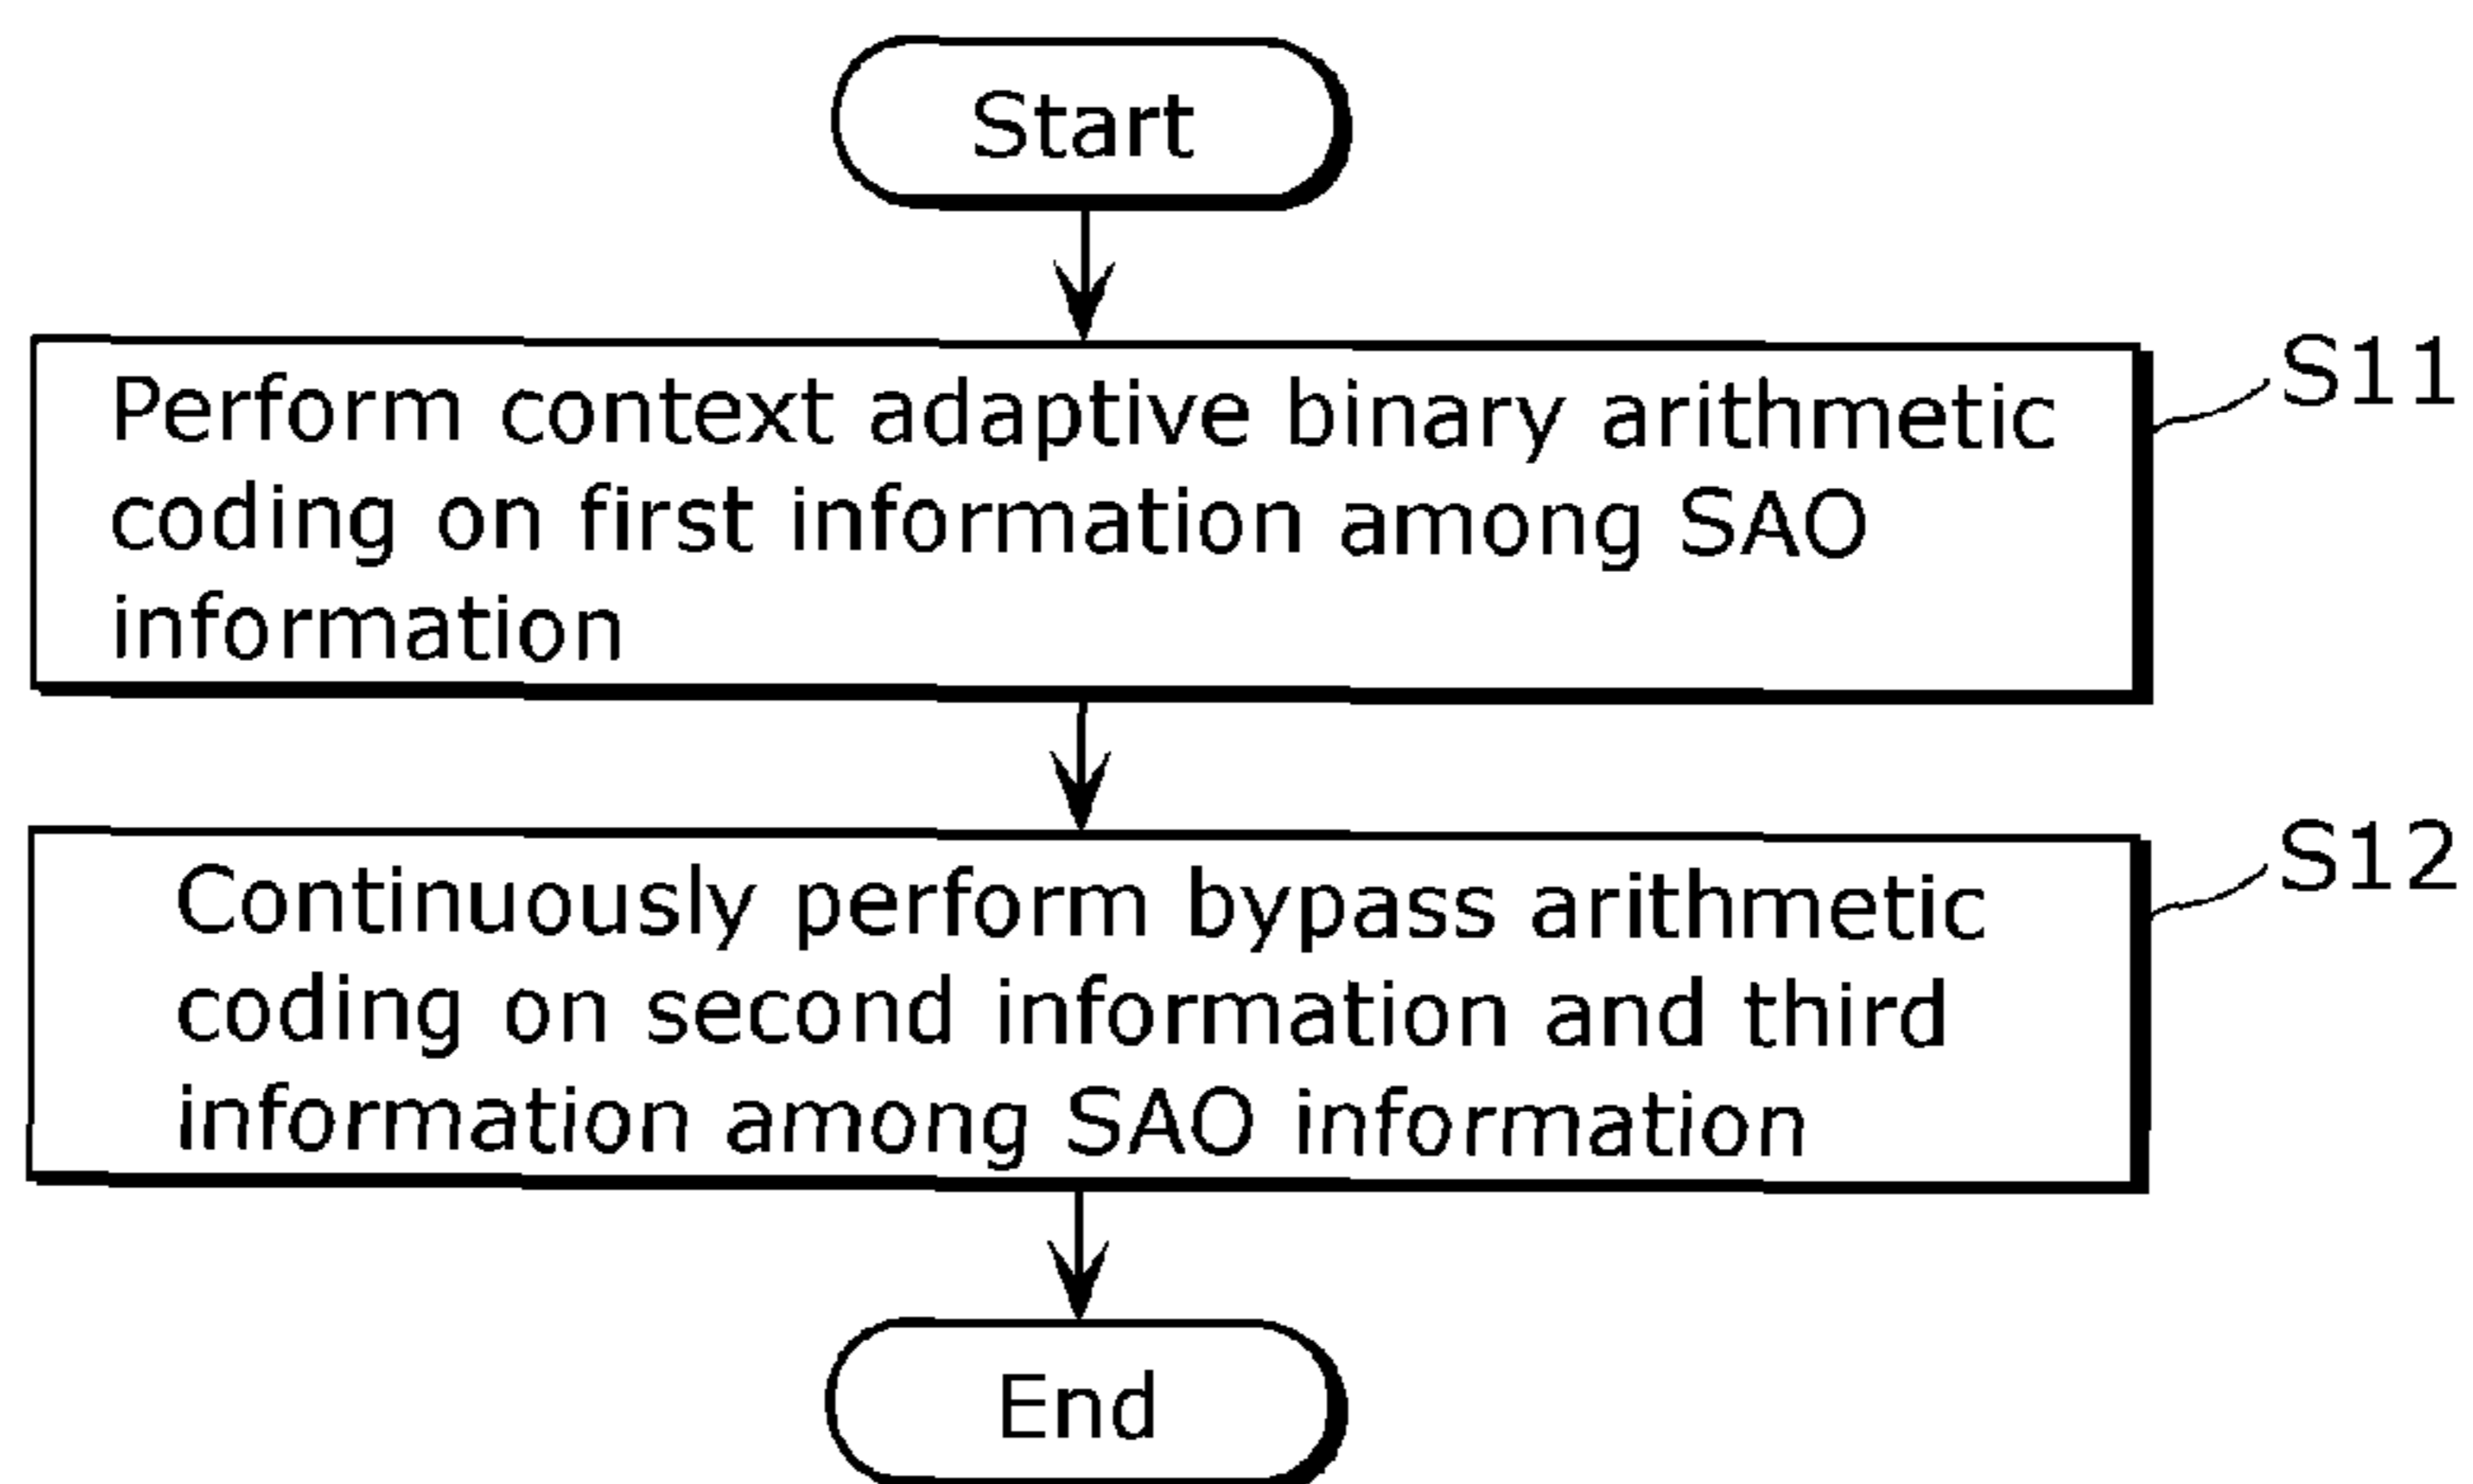 Start
Perform context adaptive binary arithmetic
coding on first information among SAO
information
S11
Continuously perform bypass arithmetic
coding on second information and third
information among SAO information
S12
End